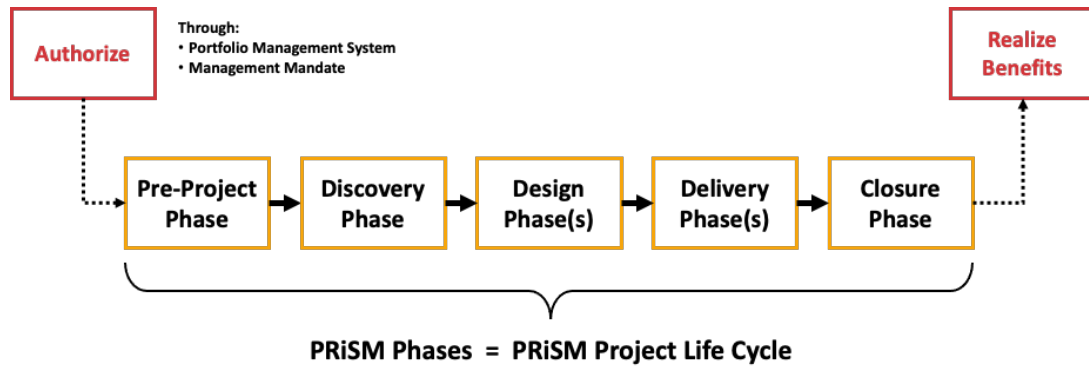 Authorize
Through:
• Portfolio Management System
• Management Mandate
Realize
Benefits
Pre-Project
Phase
Discovery
Phase
Design
Phase(s)
Delivery
Phase(s)
Closure
Phase
PRiSM Phases = PRiSM Project Life Cycle